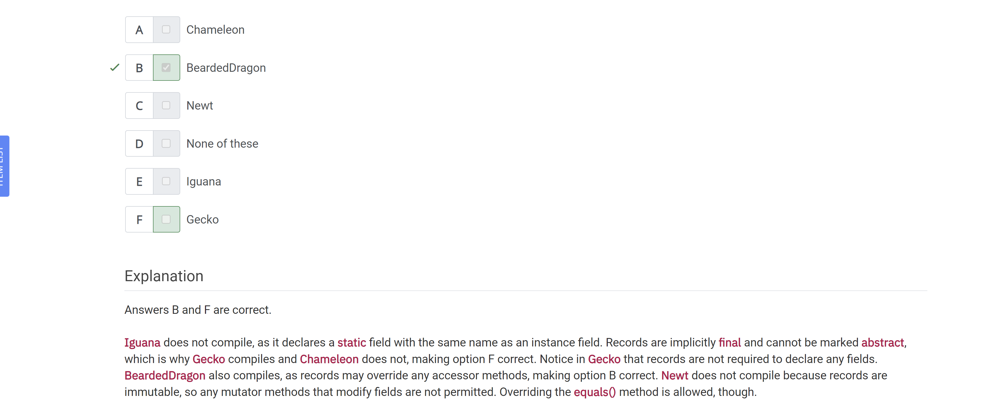 A Chameleon
B BeardedDragon
C Newt
D None of these
E Iguana
F Gecko
ITEM LIST
Explanation
Answers B and F are correct.
Iguana does not compile, as it declares a static field with the same name as an instance field. Records are implicitly final and cannot be marked abstract,
which is why Gecko compiles and Chameleon does not, making option F correct. Notice in Gecko that records are not required to declare any fields.
BeardedDragon also compiles, as records may override any accessor methods, making option B correct. Newt does not compile because records are
immutable, so any mutator methods that modify fields are not permitted. Overriding the equals() method is allowed, though.